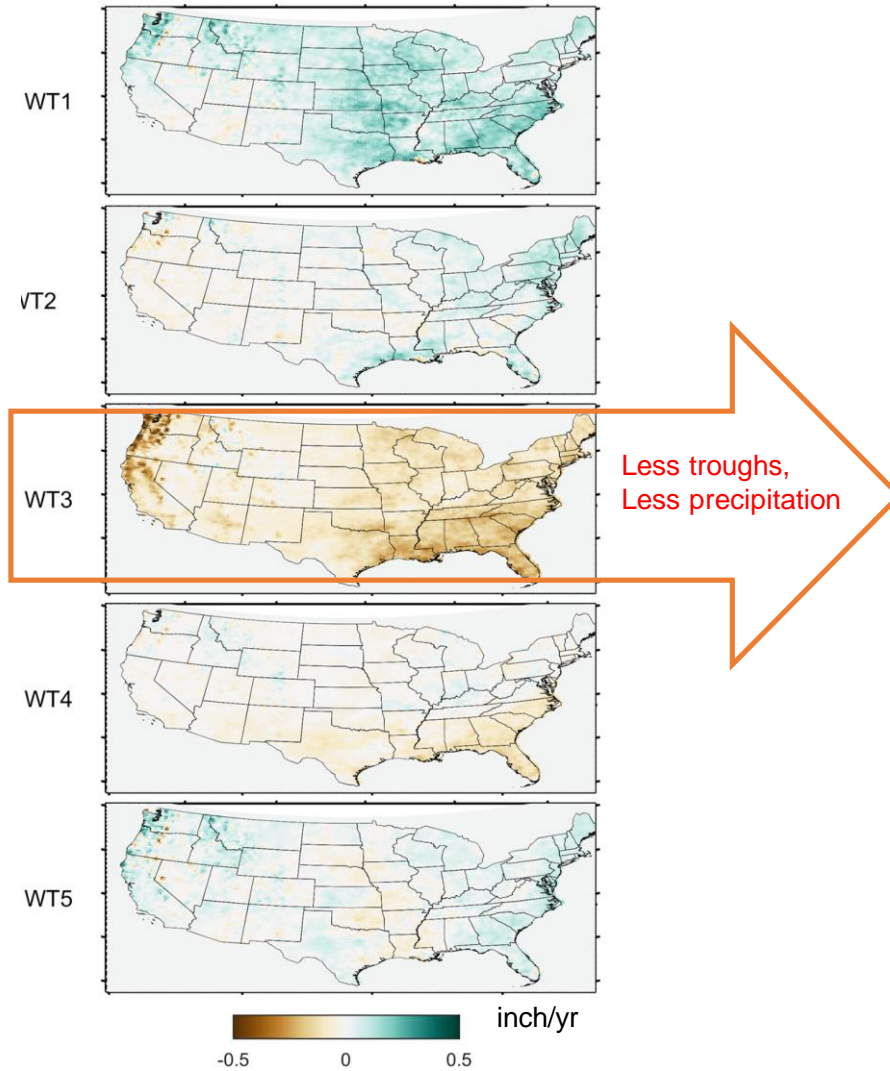 WT1
WT2
WT3
Less troughs,
Less precipitation
WT4
WT5
inch/yr
-0.5 0 0.5